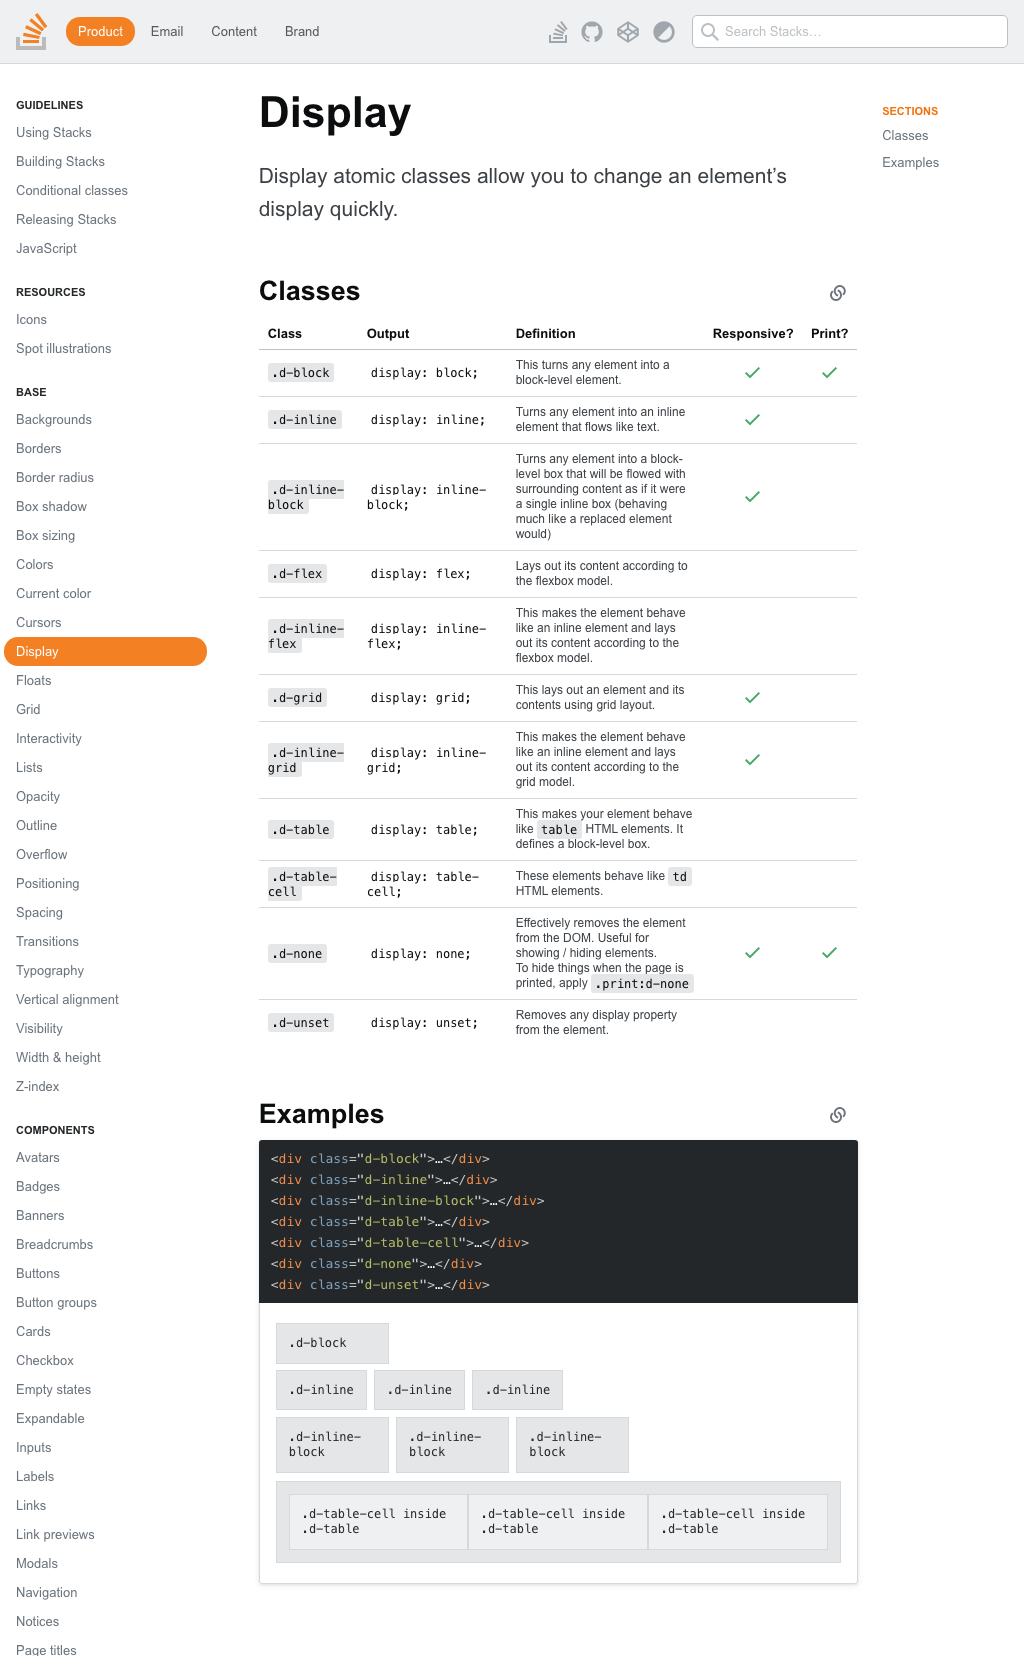 Product Email Content Brand
Search Stacks…
GUIDELINES
Using Stacks
Building Stacks
Conditional classes
Releasing Stacks
JavaScript
RESOURCES
Icons
Spot illustrations
BASE
Backgrounds
Borders
Border radius
Box shadow
Box sizing
Colors
Current color
Cursors
Display
Floats
Grid
Interactivity
Lists
Opacity
Outline
Overflow
Positioning
Spacing
Transitions
Typography
Vertical alignment
Visibility
Width & height
Z-index
COMPONENTS
Avatars
Badges
Banners
Breadcrumbs
Buttons
Button groups
Cards
Checkbox
Empty states
Expandable
Inputs
Labels
Links
Link previews
Modals
Navigation
Notices
Page titles
Display
Display atomic classes allow you to change an element’s
display quickly.
Classes
Class Output Definition Responsive? Print?
.d-block display: block; This turns any element into a
block-level element.
.d-inline display: inline; Turns any element into an inline
element that flows like text.
Turns any element into a block-
level box that will be flowed with
.d-inline- display: inline- surrounding content as if it were
block block; a single inline box (behaving
much like a replaced element
would)
.d-flex display: flex; Lays out its content according to
the flexbox model.
This makes the element behave
.d-inline- display: inline- like an inline element and lays
flex flex; out its content according to the
flexbox model.
.d-grid display: grid; This lays out an element and its
contents using grid layout.
This makes the element behave
.d-inline- display: inline- like an inline element and lays
grid grid; out its content according to the
grid model.
This makes your element behave
.d-table display: table; like table HTML elements. It
defines a block-level box.
.d-table- display: table- These elements behave like td
cell cell; HTML elements.
Effectively removes the element
from the DOM. Useful for
.d-none display: none; showing / hiding elements.
To hide things when the page is
printed, apply .print:d-none
.d-unset display: unset; Removes any display property
from the element.
Examples
<div class="d-block">…</div>
<div class="d-inline">…</div>
<div class="d-inline-block">…</div>
<div class="d-table">…</div>
<div class="d-table-cell">…</div>
<div class="d-none">…</div>
<div class="d-unset">…</div>
.d-block
.d-inline .d-inline .d-inline
.d-inline- .d-inline- .d-inline-
block block block
.d-table-cell inside .d-table-cell inside .d-table-cell inside
.d-table .d-table .d-table
SECTIONS
Classes
Examples